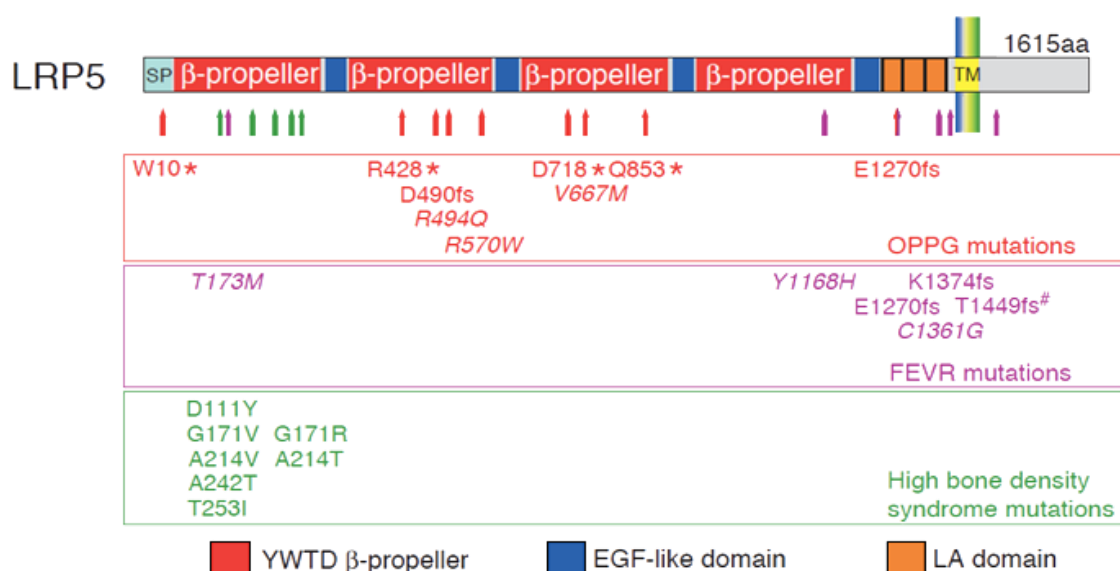 LRP5
1615aa
SP β-propeller β-propeller β-propeller β-propeller TM
W10* R428* D718* Q853* E1270fs
D490fs V667M
R494Q
R570W OPPG mutations
T173M Y1168H K1374fs
E1270fs T1449fs#
C1361G
FEVR mutations
D111Y
G171V G171R
A214V A214T
A242T High bone density
T253I syndrome mutations
YWTD β-propeller EGF-like domain LA domain